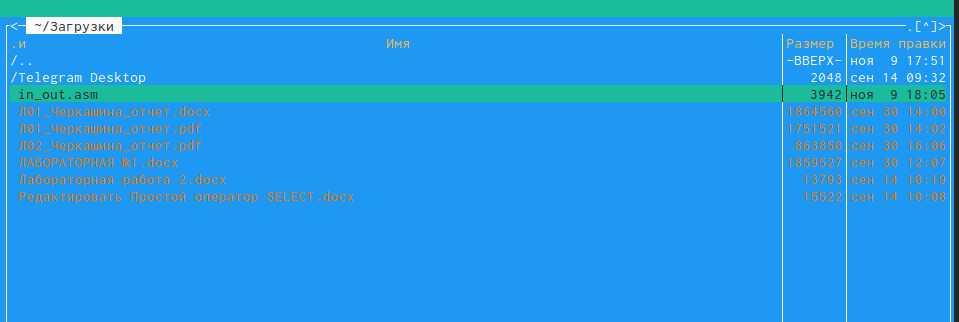 <─ ~/Загрузки .[^]>
.и Имя Размер Время правки
/.. -ВВЕРХ- ноя 9 17:51
/Telegram Desktop 2048 сен 14 09:32
in_out.asm 3942 ноя 9 18:05
Л01_Черкашина_отчет.docx 1864560 сен 30 14:00
Л01_Черкашина_отчет.pdf 1751521 сен 30 14:02
Л02_Черкашина_отчет.pdf 863850 сен 30 16:06
ЛАБОРАТОРНАЯ №1.docx 1859527 сен 30 12:07
Лабораторная работа 2.docx 13793 сен 14 10:19
Редактировать Простой оператор SELECT.docx 15522 сен 14 10:08